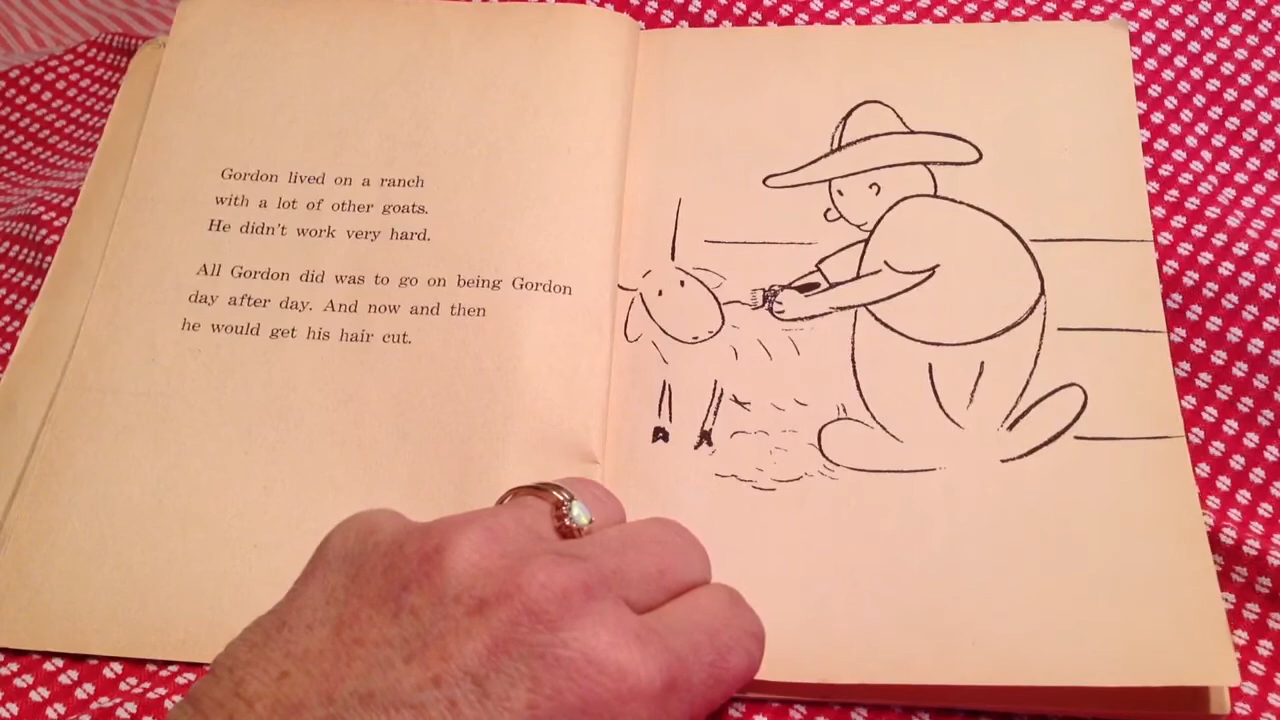 Gordon lived on a ranch
with a lot of other goats.
He didn't work very hard.
All Gordon did was to go on being Gordon
day after day. And now and then
he would get his hair cut.